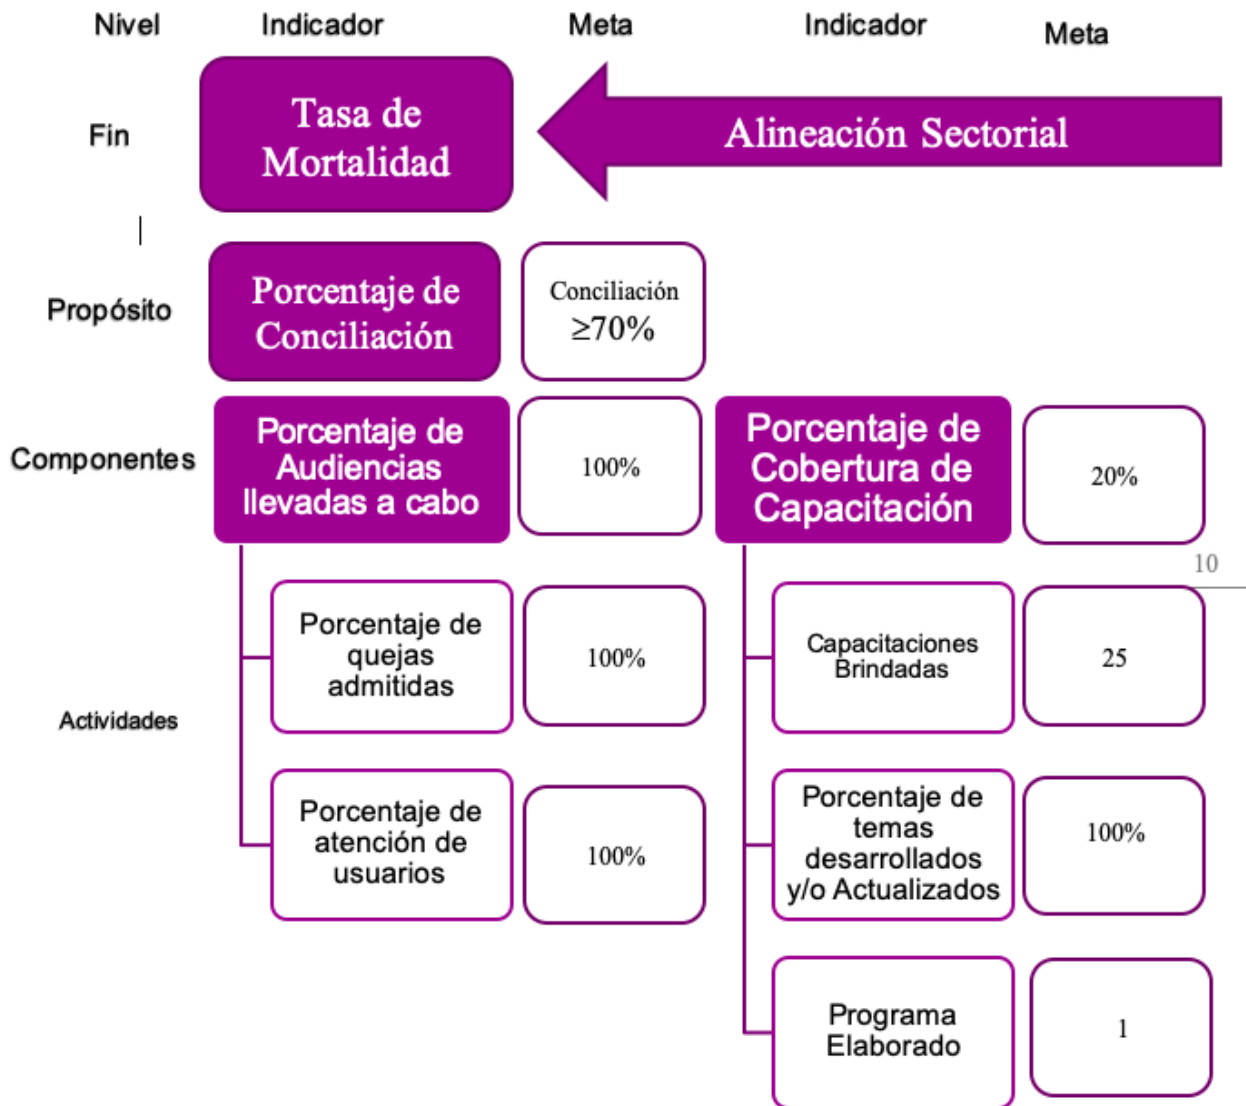 Nivel
Indicador
Meta
Indicador
Meta
Fin
Tasa de
Mortalidad
Alineación Sectorial
Propósito
Porcentaje de
Conciliación
Conciliación
≥70%
Componentes
Porcentaje de
Audiencias
llevadas a cabo
100%
Porcentaje de
Cobertura de
Capacitación
20%
10
Actividades
Porcentaje de
quejas
admitidas
100%
Capacitaciones
Brindadas
25
Porcentaje de
atención de
usuarios
100%
Porcentaje de
temas
desarrollados
y/o Actualizados
100%
Programa
Elaborado
1